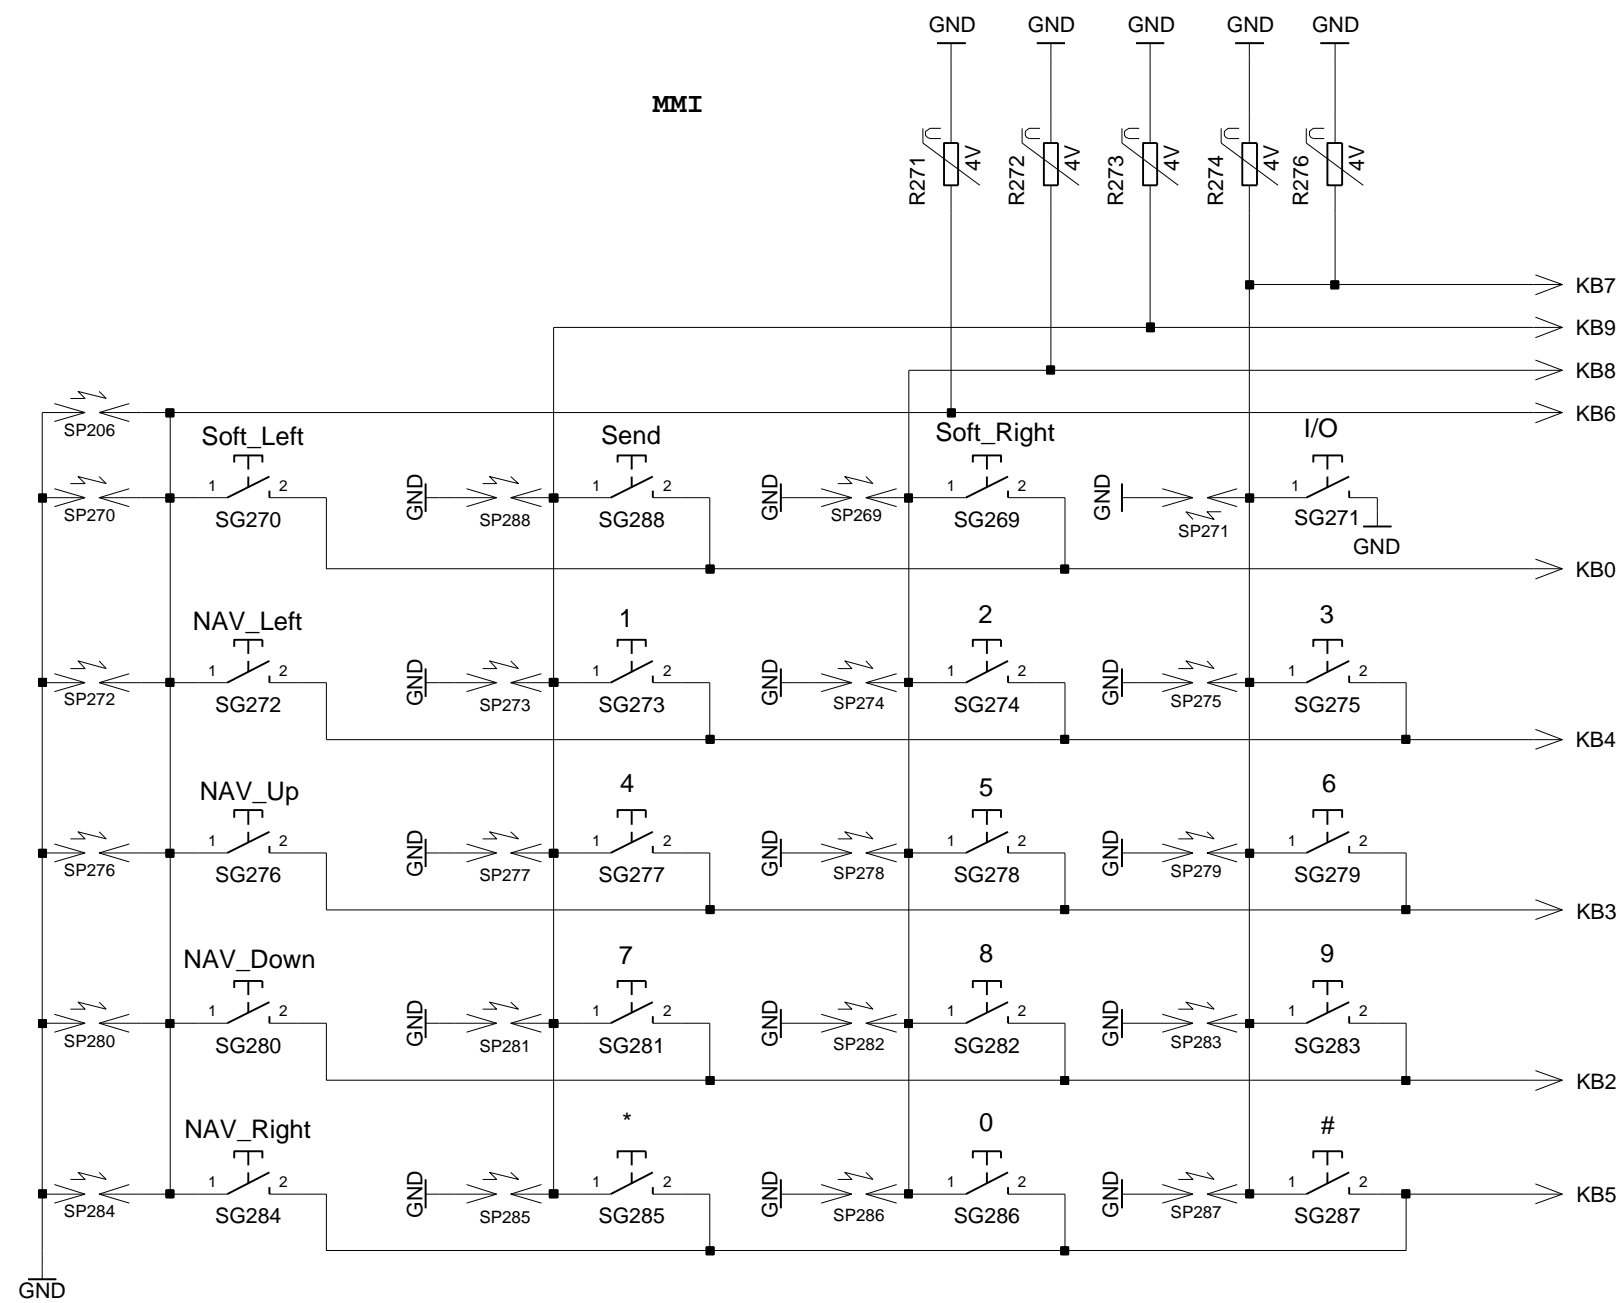 GND GND GND GND GND
MMI
R271 4V R272 4V R273 4V R274 4V R276 4V
KB7
KB9
KB8
KB6
SP206
Soft_Left Send Soft_Right I/O
SP270 1 2 GND SP288 1 2 GND SP269 1 2 GND SP271 1 2
SG270 SG288 SG269 SG271
GND
KB0
NAV_Left 1 2 3
SP272 1 2 GND SP273 1 2 GND SP274 1 2 GND SP275 1 2
SG272 SG273 SG274 SG275
KB4
NAV_Up 4 5 6
SP276 1 2 GND SP277 1 2 GND SP278 1 2 GND SP279 1 2
SG276 SG277 SG278 SG279
KB3
NAV_Down 7 8 9
SP280 1 2 GND SP281 1 2 GND SP282 1 2 GND SP283 1 2
SG280 SG281 SG282 SG283
KB2
NAV_Right * 0 #
SP284 1 2 GND SP285 1 2 GND SP286 1 2 GND SP287 1 2 KB5
SG284 SG285 SG286 SG287
GND